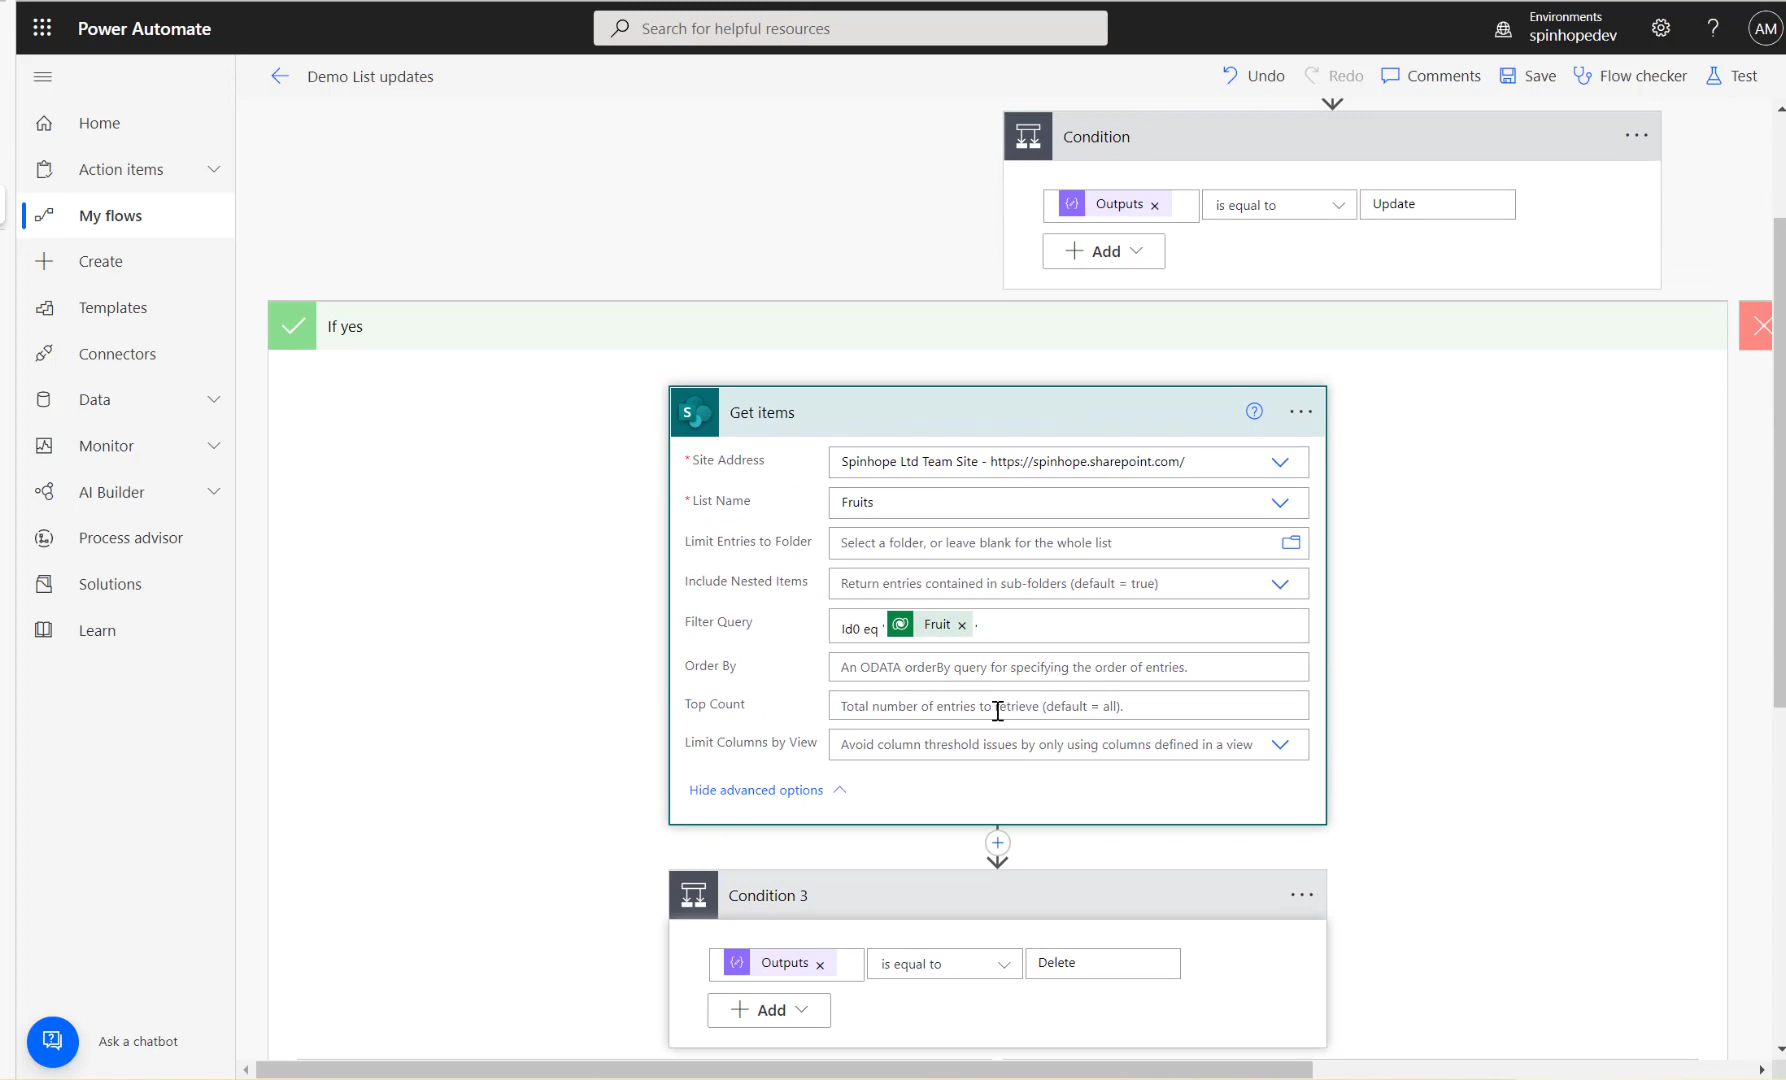 Power Automate
Search for helpful resources
Environments
spinhopedev
?
AM
Demo List updates
Undo
Redo
Comments
Save
Flow checker
Test
Home
Action items
My flows
Create
Templates
Connectors
Data
Monitor
AI Builder
Process advisor
Solutions
Learn
Ask a chatbot
Condition
Outputs
is equal to
Update
Add
If yes
S
Get items
?
*Site Address
Spinhope Ltd Team Site - https://spinhope.sharepoint.com/
*List Name
Fruits
Limit Entries to Folder
Select a folder, or leave blank for the whole list
Include Nested Items
Return entries contained in sub-folders (default = true)
Filter Query
Id0 eq ' Fruit '
Order By
An ODATA orderBy query for specifying the order of entries.
Top Count
Total number of entries to retrieve (default = all).
Limit Columns by View
Avoid column threshold issues by only using columns defined in a view
Hide advanced options
Condition 3
Outputs
is equal to
Delete
Add